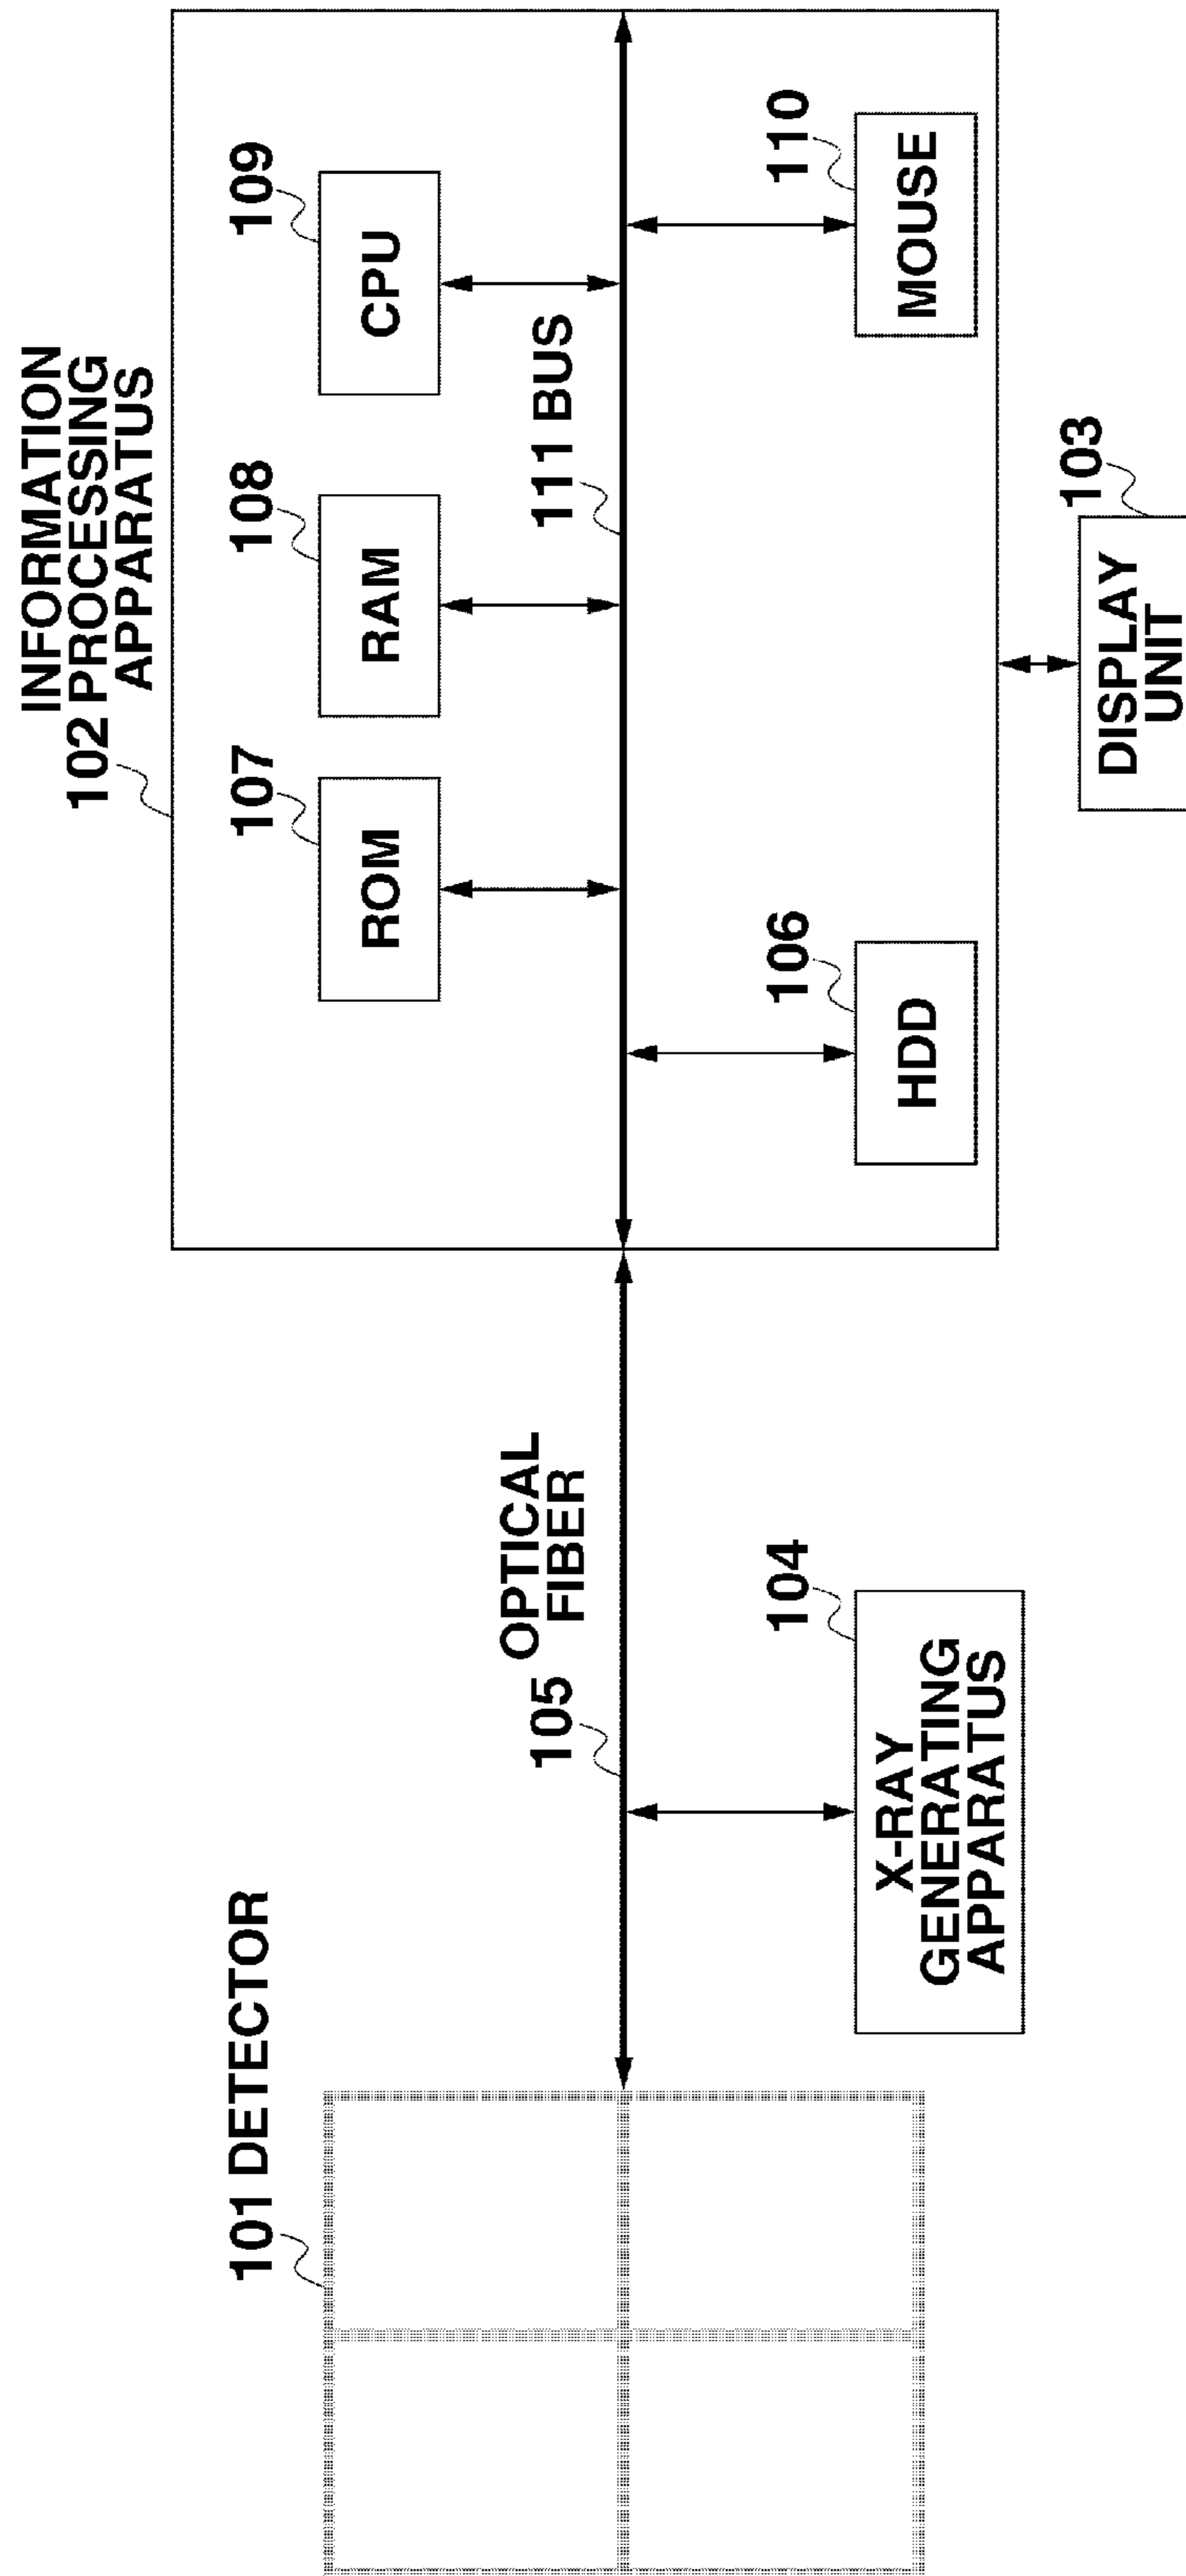 101 DETECTOR
105 OPTICAL
FIBER
104
X-RAY
GENERATING
APPARATUS
INFORMATION
102 PROCESSING
APPARATUS
107
ROM
108
RAM
109
CPU
111 BUS
106
HDD
110
MOUSE
103
DISPLAY
UNIT